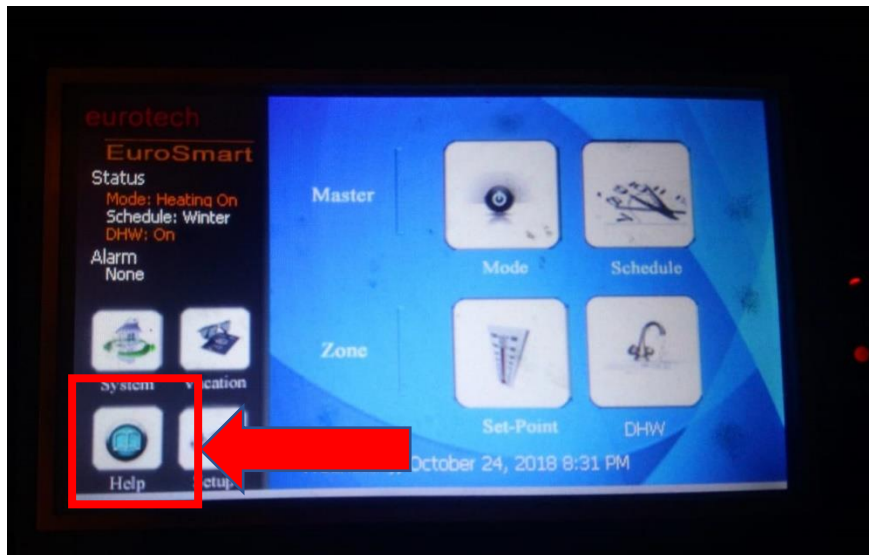 eurotech
EuroSmart
Status
Mode: Heating On
Schedule: Winter
DHW: On
Alarm
None
System
Vacation
Help
Setup
Master
Mode
Schedule
Zone
Set-Point
DHW
October 24, 2018 8:31 PM